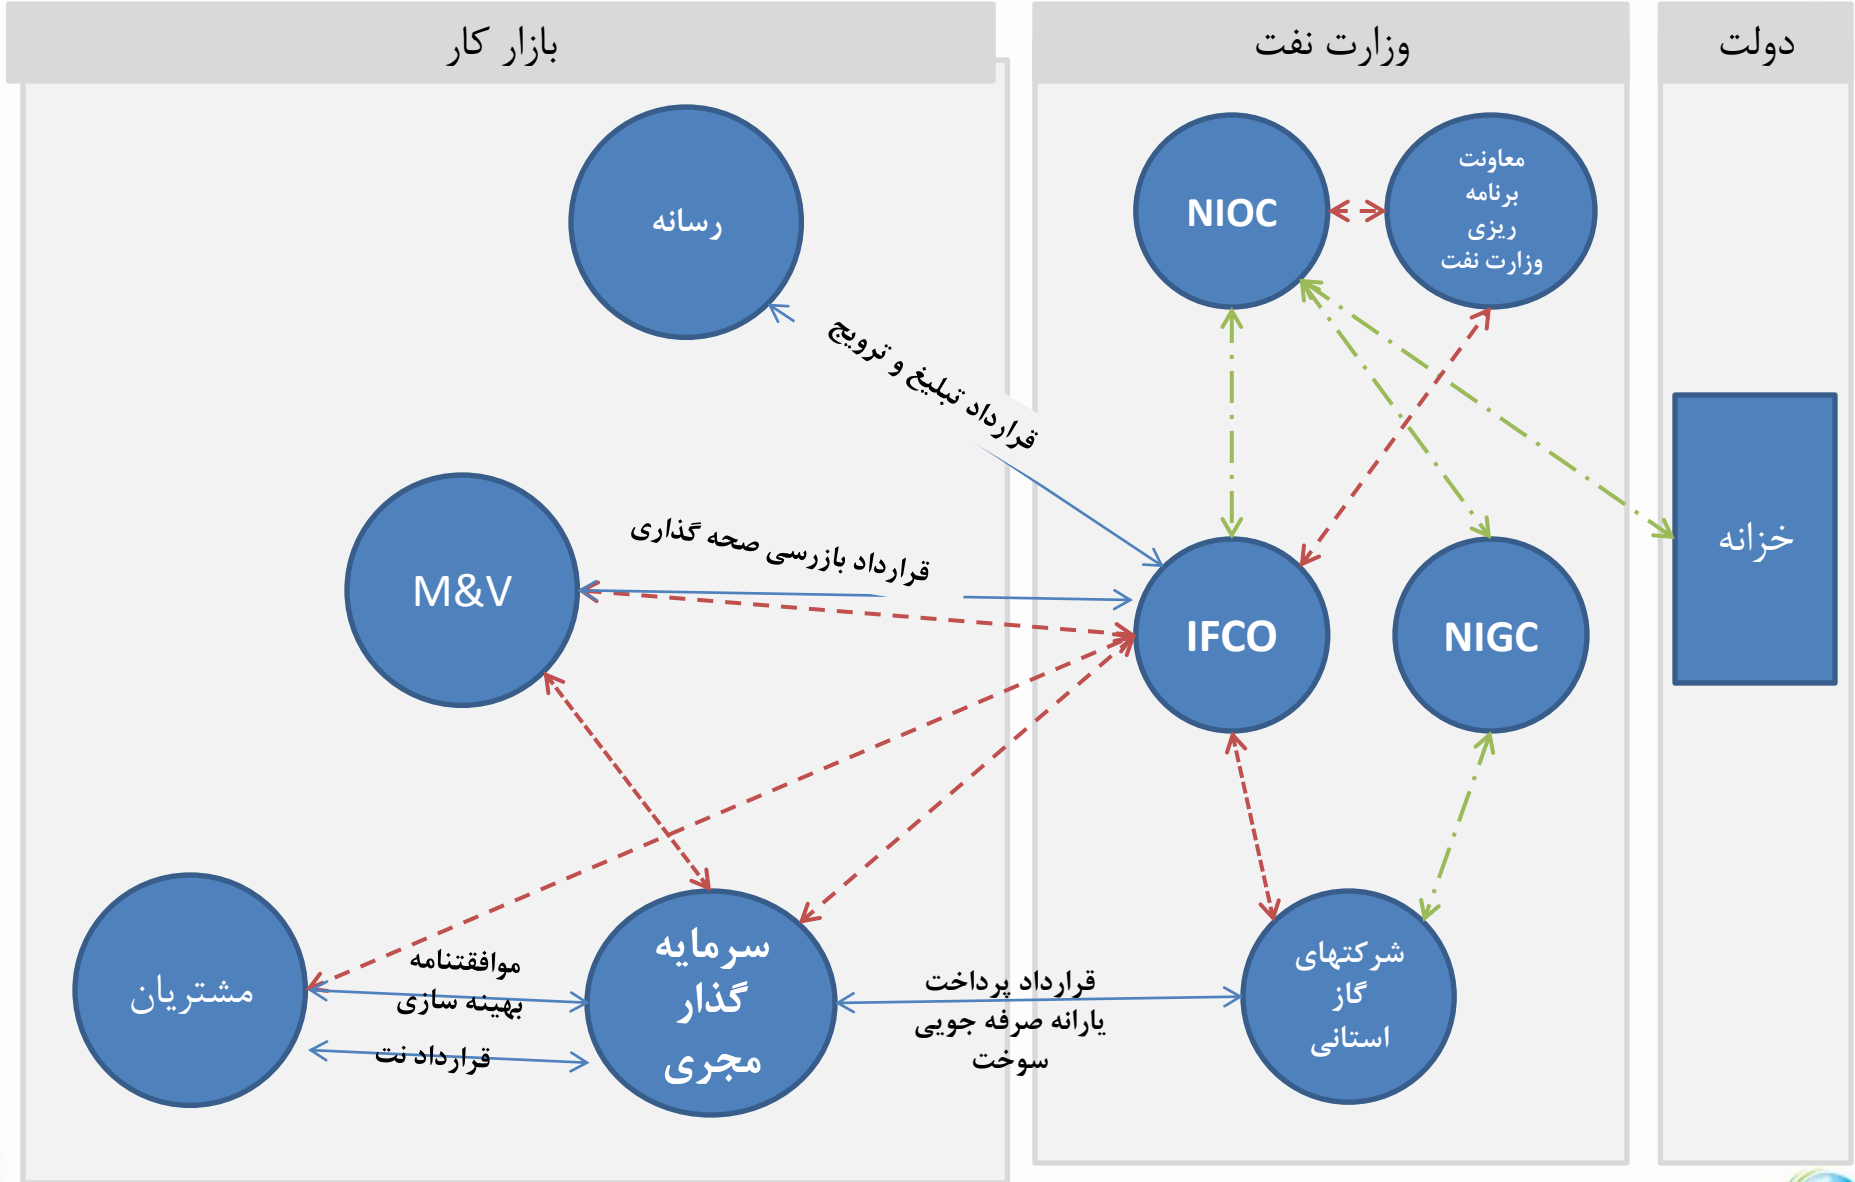 دولت
وزارت نفت
بازار کار
معاونت
برنامه
ریزی
وزارت نفت
NIOC
رسانه
قرارداد تبلیغ و ترویج
خزانه
NIGC
IFCO
قرارداد بازرسی صحه گذاری
M&V
شرکتهای
گاز
استانی
قرارداد پرداخت
یارانه صرفه جویی
سوخت
سرمایه
گذار
مجری
موافقتنامه
بهینه سازی
قرارداد نت
مشتریان